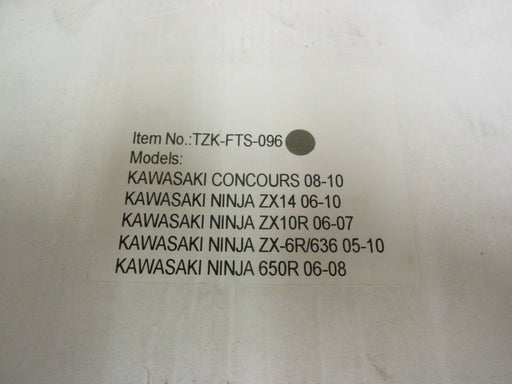 Item No.:TZK-FTS-096
Models:
KAWASAKI CONCOURS 08-10
KAWASAKI NINJA ZX14 06-10
KAWASAKI NINJA ZX10R 06-07
KAWASAKI NINJA ZX-6R/636 05-10
KAWASAKI NINJA 650R 06-08